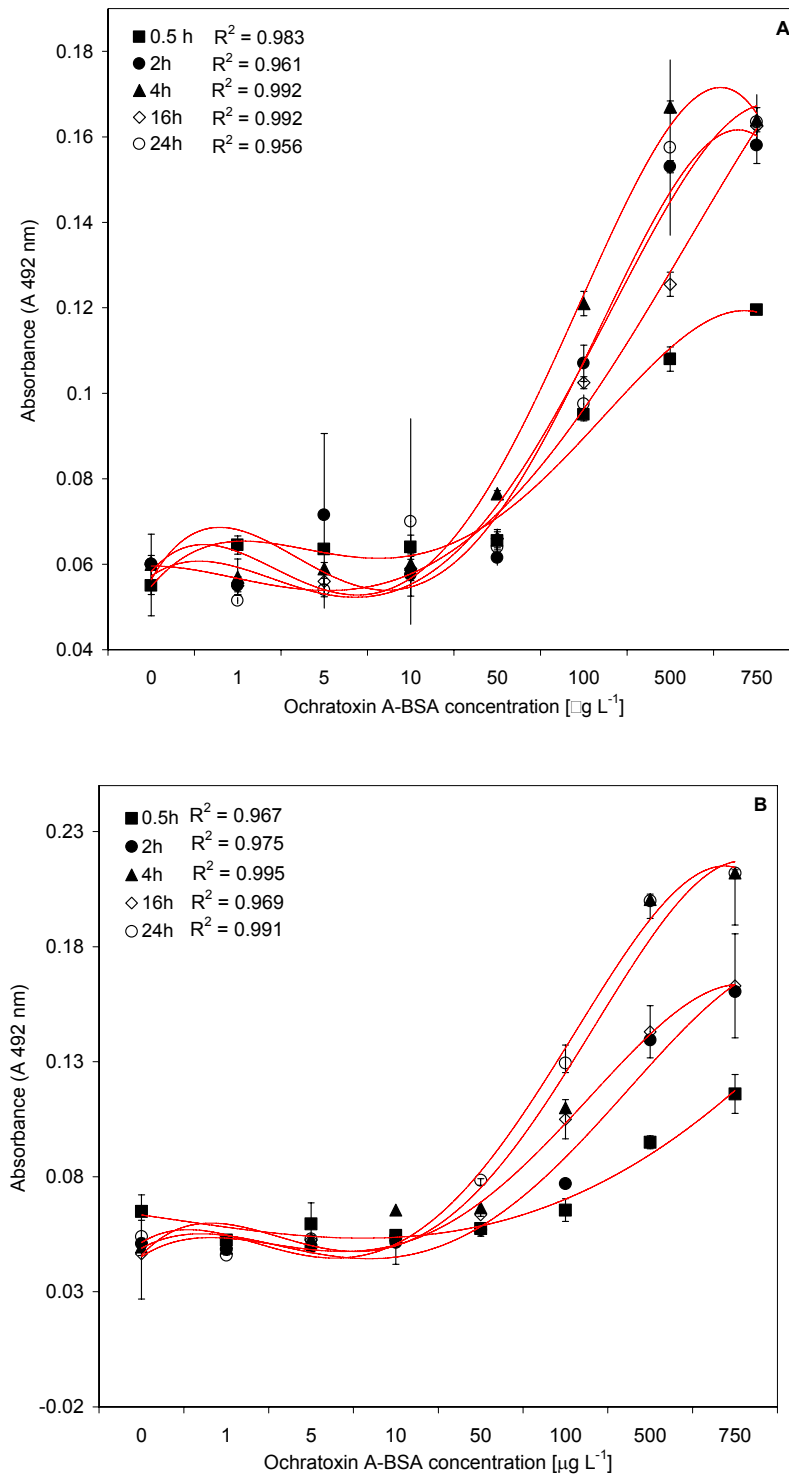 A
0.5 h R² = 0.983
2h R² = 0.961
4h R² = 0.992
16h R² = 0.992
24h R² = 0.956
0.18
0.16
0.14
0.12
0.1
0.08
0.06
0.04
Absorbance (A 492 nm)
0 1 5 10 50 100 500 750
Ochratoxin A-BSA concentration [□g L⁻¹]
B
0.5h R² = 0.967
2h R² = 0.975
4h R² = 0.995
16h R² = 0.969
24h R² = 0.991
0.23
0.18
0.13
0.08
0.03
-0.02
Absorbance (A 492 nm)
0 1 5 10 50 100 500 750
Ochratoxin A-BSA concentration [μg L⁻¹]